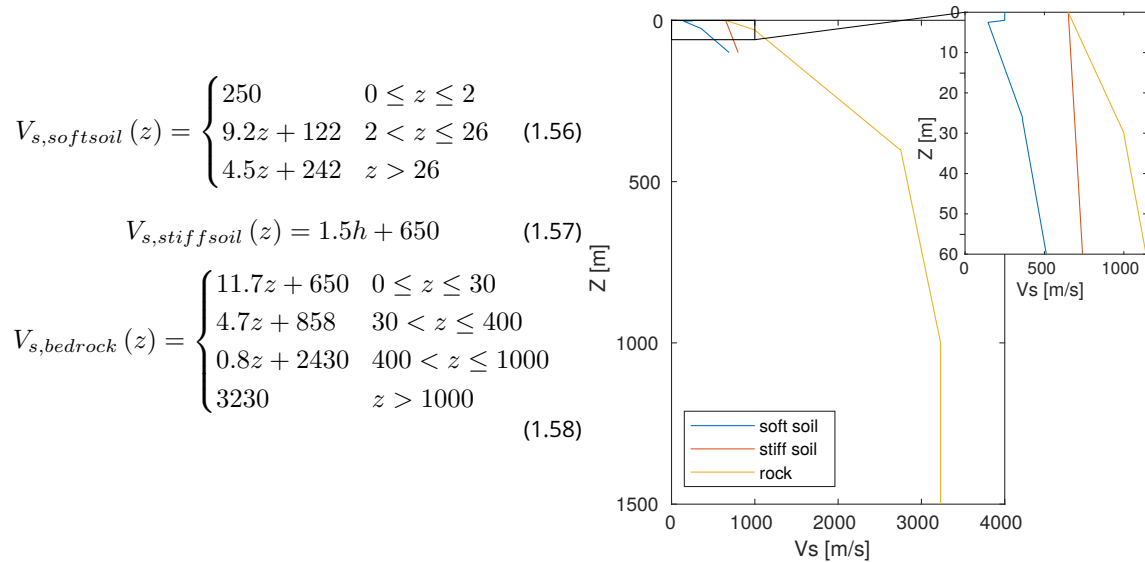 V_{s,softsoil}(z) = { 250   0 ≤ z ≤ 2
9.2z + 122   2 < z ≤ 26
4.5z + 242   z > 26
(1.56)
V_{s,stiffsoil}(z) = 1.5h + 650   (1.57)
V_{s,bedrock}(z) = { 11.7z + 650   0 ≤ z ≤ 30
4.7z + 858   30 < z ≤ 400
0.8z + 2430   400 < z ≤ 1000
3230   z > 1000
(1.58)
0
500
1000
1500
Z [m]
0 1000 2000 3000 4000
Vs [m/s]
soft soil
stiff soil
rock
0
10
20
30
40
50
60
Z [m]
0 500 1000
Vs [m/s]